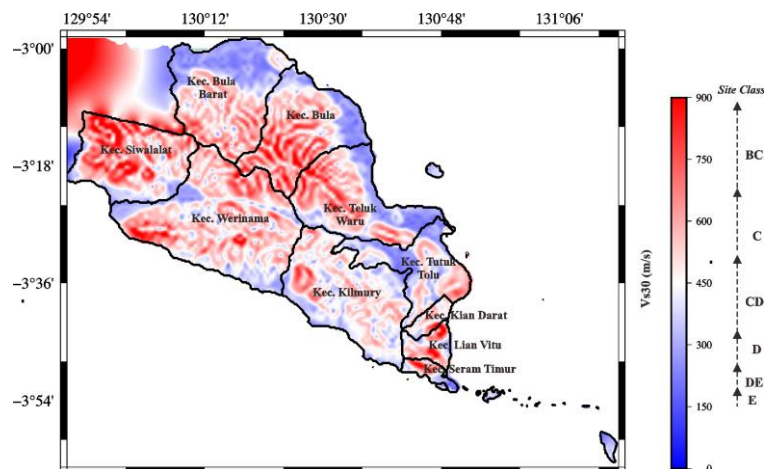 129°54' 130°12' 130°30' 130°48' 131°06'
−3°00'
−3°18'
−3°36'
−3°54'
Kec. Bula
Barat
Kec. Bula
Kec. Siwalalat
Kec. Teluk
Waru
Kec. Werinama
Kec. Tutuk
Tolu
Kec. Kilmury
Kec. Kian Darat
Kec. Lian Vitu
Kec. Seram Timur
Vs30 (m/s)
900
750
600
450
300
150
0
Site Class
BC
C
CD
D
DE
E